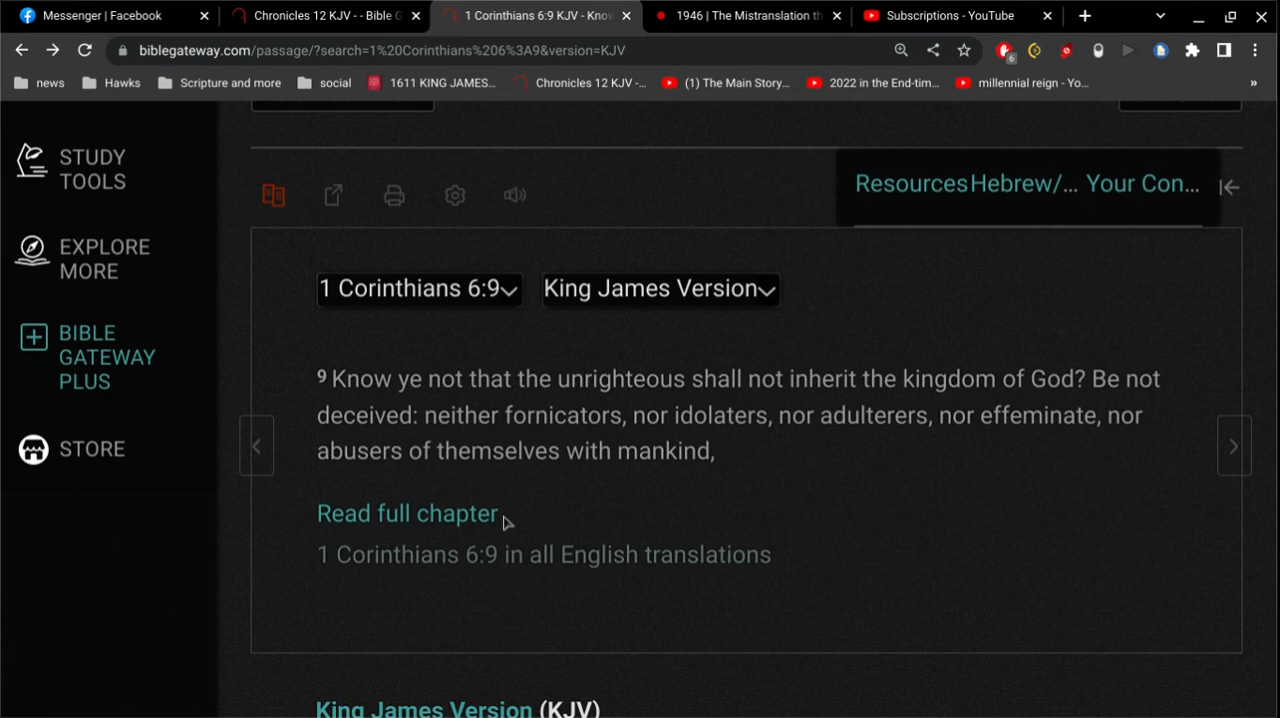 Messenger | Facebook
Chronicles 12 KJV - - Bible G
1 Corinthians 6:9 KJV - Know
1946 | The Mistranslation th
Subscriptions - YouTube
biblegateway.com/passage/?search=1%20Corinthians%206%3A9&version=KJV
6
news
Hawks
Scripture and more
social
1611 KING JAMES...
Chronicles 12 KJV -...
(1) The Main Story...
2022 in the End-tim...
millennial reign - Yo...
»
STUDY
TOOLS
EXPLORE
MORE
BIBLE
GATEWAY
PLUS
STORE
Resources
Hebrew/...
Your Con...
1 Corinthians 6:9
King James Version
9 Know ye not that the unrighteous shall not inherit the kingdom of God? Be not
deceived: neither fornicators, nor idolaters, nor adulterers, nor effeminate, nor
abusers of themselves with mankind,
Read full chapter
1 Corinthians 6:9 in all English translations
King James Version (KJV)